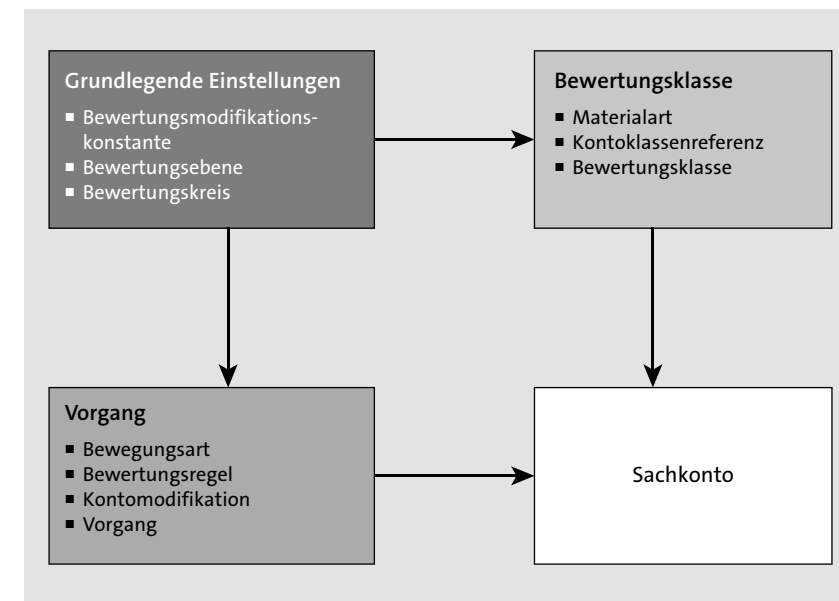 Grundlegende Einstellungen
▪ Bewertungsmodifikations-
konstante
▪ Bewertungsebene
▪ Bewertungskreis
Bewertungsklasse
▪ Materialart
▪ Kontoklassenreferenz
▪ Bewertungsklasse
Vorgang
▪ Bewegungsart
▪ Bewertungsregel
▪ Kontomodifikation
▪ Vorgang
Sachkonto